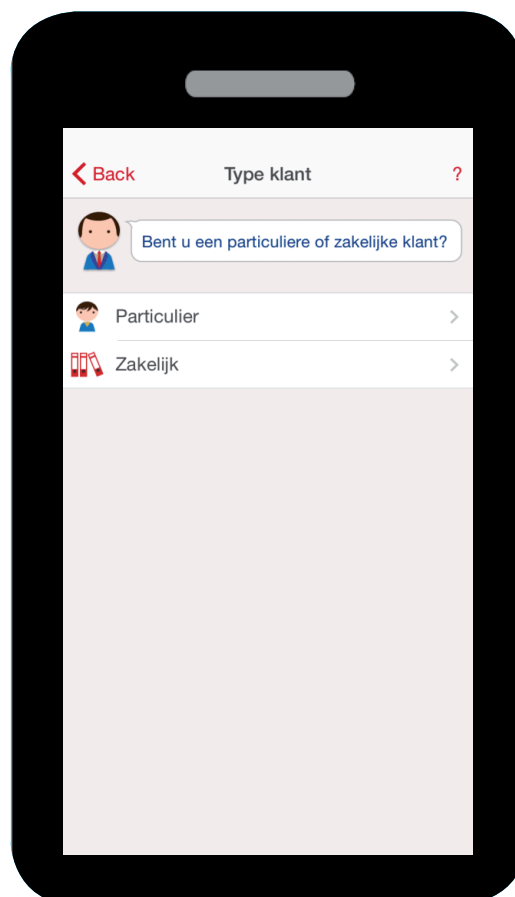 Back
Type klant
?
Bent u een particuliere of zakelijke klant?
Particulier
Zakelijk